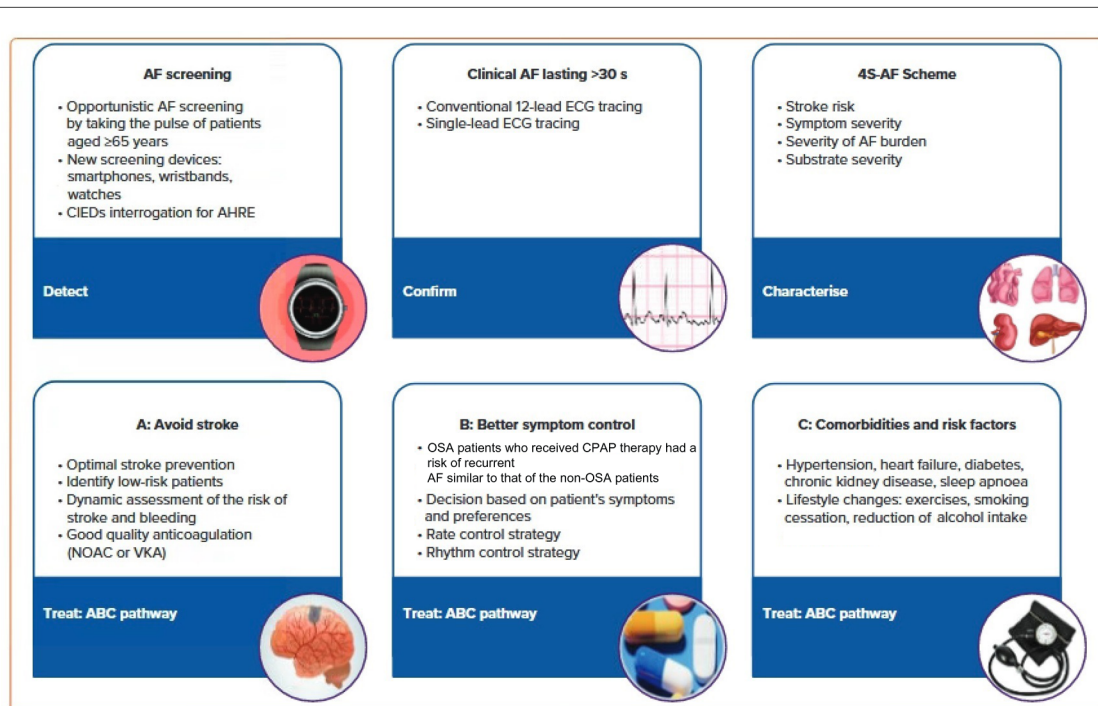 AF screening
• Opportunistic AF screening
by taking the pulse of patients
aged ≥65 years
• New screening devices:
smartphones, wristbands,
watches
• CIEDs interrogation for AHRE
Detect
Clinical AF lasting >30 s
• Conventional 12-lead ECG tracing
• Single-lead ECG tracing
Confirm
4S-AF Scheme
• Stroke risk
• Symptom severity
• Severity of AF burden
• Substrate severity
Characterise
A: Avoid stroke
• Optimal stroke prevention
• Identify low-risk patients
• Dynamic assessment of the risk of
stroke and bleeding
• Good quality anticoagulation
(NOAC or VKA)
Treat: ABC pathway
B: Better symptom control
• OSA patients who received CPAP therapy had a
risk of recurrent
AF similar to that of the non-OSA patients
• Decision based on patient's symptoms
and preferences
• Rate control strategy
• Rhythm control strategy
Treat: ABC pathway
C: Comorbidities and risk factors
• Hypertension, heart failure, diabetes,
chronic kidney disease, sleep apnoea
• Lifestyle changes: exercises, smoking
cessation, reduction of alcohol intake
Treat: ABC pathway